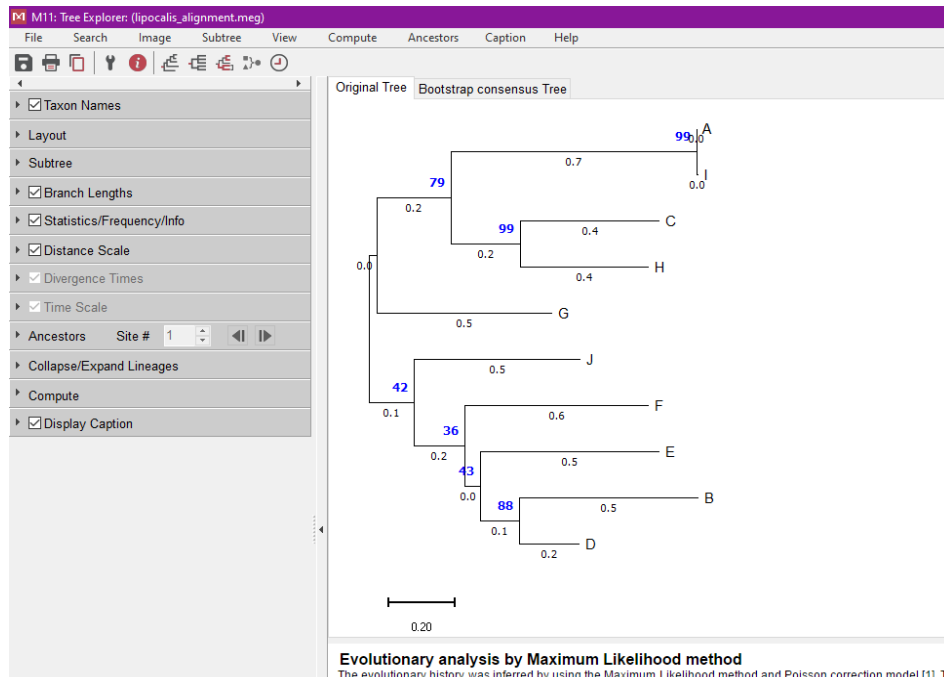 M11: Tree Explorer: (lipocalis_alignment.meg)
File Search Image Subtree View Compute Ancestors Caption Help
Taxon Names
Layout
Subtree
Branch Lengths
Statistics/Frequency/Info
Distance Scale
Divergence Times
Time Scale
Ancestors Site # 1
Collapse/Expand Lineages
Compute
Display Caption
Original Tree Bootstrap consensus Tree
A
99 0.0
0.7
I
0.0
79
0.2
C
99
0.4
0.2
H
0.4
0.0
G
0.5
J
0.5
42
0.1
F
0.6
36
0.2
E
0.5
43
0.0
B
88
0.5
0.1
D
0.2
0.20
Evolutionary analysis by Maximum Likelihood method
The evolutionary history was inferred by using the Maximum Likelihood method and Poisson correction model [1]. T